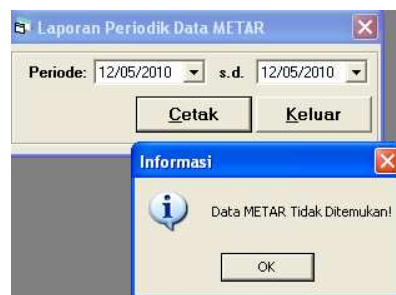 Laporan Periodik Data METAR
Periode: 12/05/2010 s.d. 12/05/2010
Cetak Keluar
Informasi
Data METAR Tidak Ditemukan!
OK